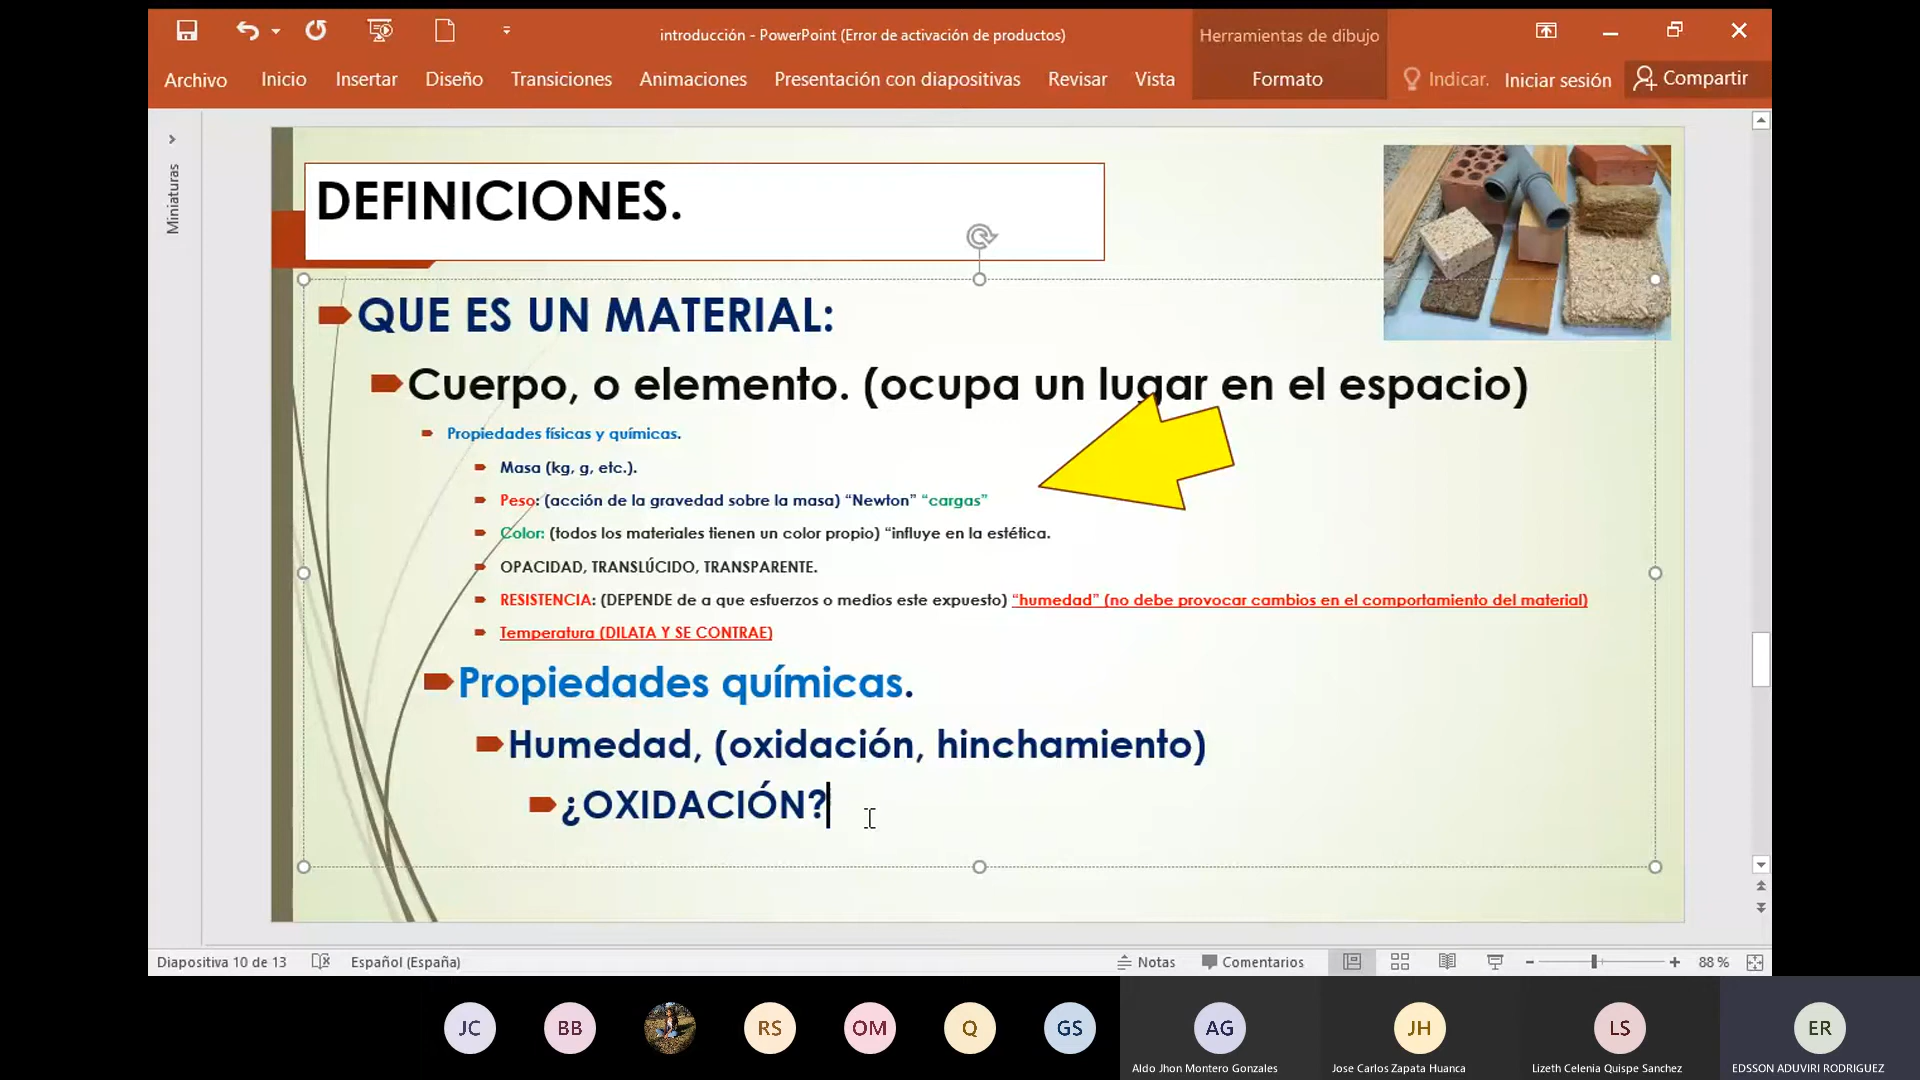 introducción - PowerPoint (Error de activación de productos)
Herramientas de dibujo
Archivo Inicio Insertar Diseño Transiciones Animaciones Presentación con diapositivas Revisar Vista Formato Indicar. Iniciar sesión Compartir
Miniaturas
DEFINICIONES.
QUE ES UN MATERIAL:
Cuerpo, o elemento. (ocupa un lugar en el espacio)
Propiedades físicas y químicas.
Masa (kg, g, etc.).
Peso: (acción de la gravedad sobre la masa) “Newton” “cargas”
Color: (todos los materiales tienen un color propio) “influye en la estética.
OPACIDAD, TRANSLÚCIDO, TRANSPARENTE.
RESISTENCIA: (DEPENDE de a que esfuerzos o medios este expuesto) “humedad” (no debe provocar cambios en el comportamiento del material)
Temperatura (DILATA Y SE CONTRAE)
Propiedades químicas.
Humedad, (oxidación, hinchamiento)
¿OXIDACIÓN?
Diapositiva 10 de 13 Español (España) Notas Comentarios 88 %
JC BB RS OM Q GS AG JH LS ER
Aldo Jhon Montero Gonzales Jose Carlos Zapata Huanca Lizeth Celenia Quispe Sanchez EDSSON ADUVIRI RODRIGUEZ